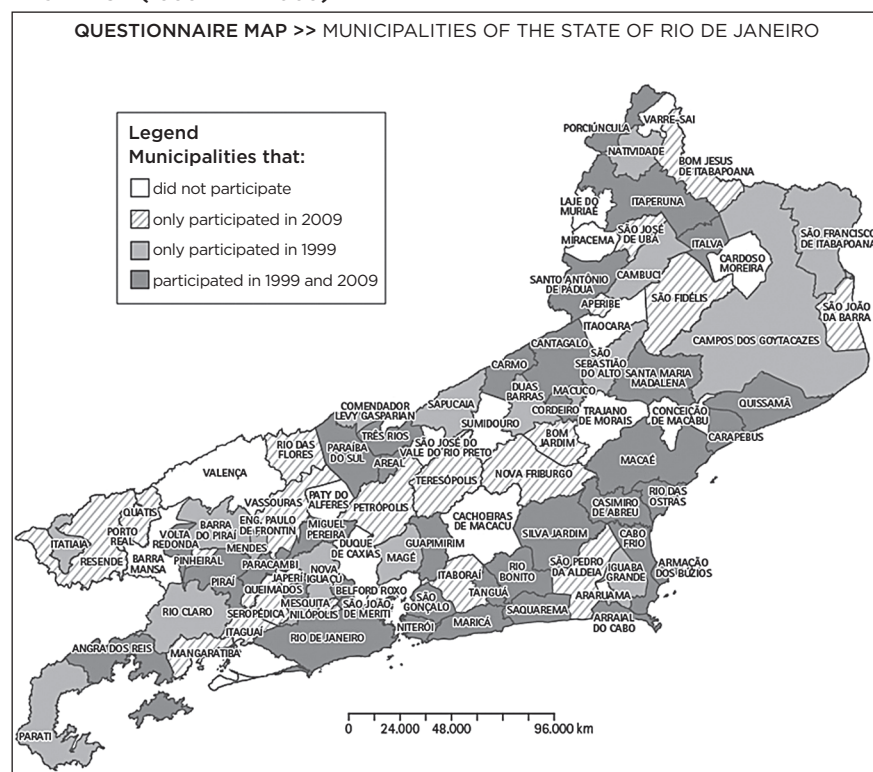 QUESTIONNAIRE MAP >> MUNICIPALITIES OF THE STATE OF RIO DE JANEIRO
Legend
Municipalities that:
did not participate
only participated in 2009
only participated in 1999
participated in 1999 and 2009
VARRE-SAI
PORCIÚNCULA
NATIVIDADE
BOM JESUS
DE ITABAPOANA
LAJE DO
MURIAÉ
ITAPERUNA
SÃO JOSÉ
DE UBÁ
MIRACEMA
ITALVA
SÃO FRANCISCO
DE ITABAPOANA
CARDOSO
MOREIRA
SANTO ANTÔNIO
DE PÁDUA
CAMBUCI
APERIBE
SÃO FIDÉLIS
SÃO JOÃO
DA BARRA
ITAOCARA
CAMPOS DOS GOYTACAZES
CANTAGALO
SÃO
SEBASTIÃO
DO ALTO
CARMO
SANTA MARIA
MADALENA
DUAS
BARRAS
MACUCO
QUISSAMÃ
COMENDADOR
LEVY GASPARIAN
SAPUCAIA
CORDEIRO
TRAJANO
DE MORAIS
CONCEIÇÃO
DE MACABU
SUMIDOURO
CARAPEBUS
RIO DAS
FLORES
PARAÍBA
DO SUL
TRÊS RIOS
SÃO JOSÉ DO
VALE DO RIO PRETO
BOM
JARDIM
AREAL
MACAÉ
VALENÇA
TERESÓPOLIS
NOVA FRIBURGO
VASSOURAS
PATY DO
ALFERES
PETRÓPOLIS
RIO DAS
OSTRAS
CASIMIRO
DE ABREU
QUATIS
PORTO
REAL
BARRA
DO PIRAÍ
ENG. PAULO
DE FRONTIN
MIGUEL
PEREIRA
CACHOEIRAS
DE MACACU
SILVA JARDIM
CABO
FRIO
ITATIAIA
VOLTA
REDONDA
MENDES
DUQUE
DE CAXIAS
GUAPIMIRIM
RESENDE
BARRA
MANSA
PINHEIRAL
PARACAMBI
MAGÉ
NOVA
IGUAÇU
RIO
BONITO
SÃO PEDRO
DA ALDEIA
IGUABA
GRANDE
ARMAÇÃO
DOS BÚZIOS
PIRAÍ
JAPERI
QUEIMADOS
BELFORD ROXO
ITABORAÍ
TANGUÁ
RIO CLARO
SEROPÉDICA
MESQUITA
NILÓPOLIS
SÃO JOÃO
DE MERITI
SÃO
GONÇALO
ARARUAMA
SAQUAREMA
ITAGUAÍ
RIO DE JANEIRO
NITERÓI
MARICÁ
ARRAIAL
DO CABO
ANGRA DOS REIS
MANGARATIBA
PARATI
0 24.000 48.000 96.000 km